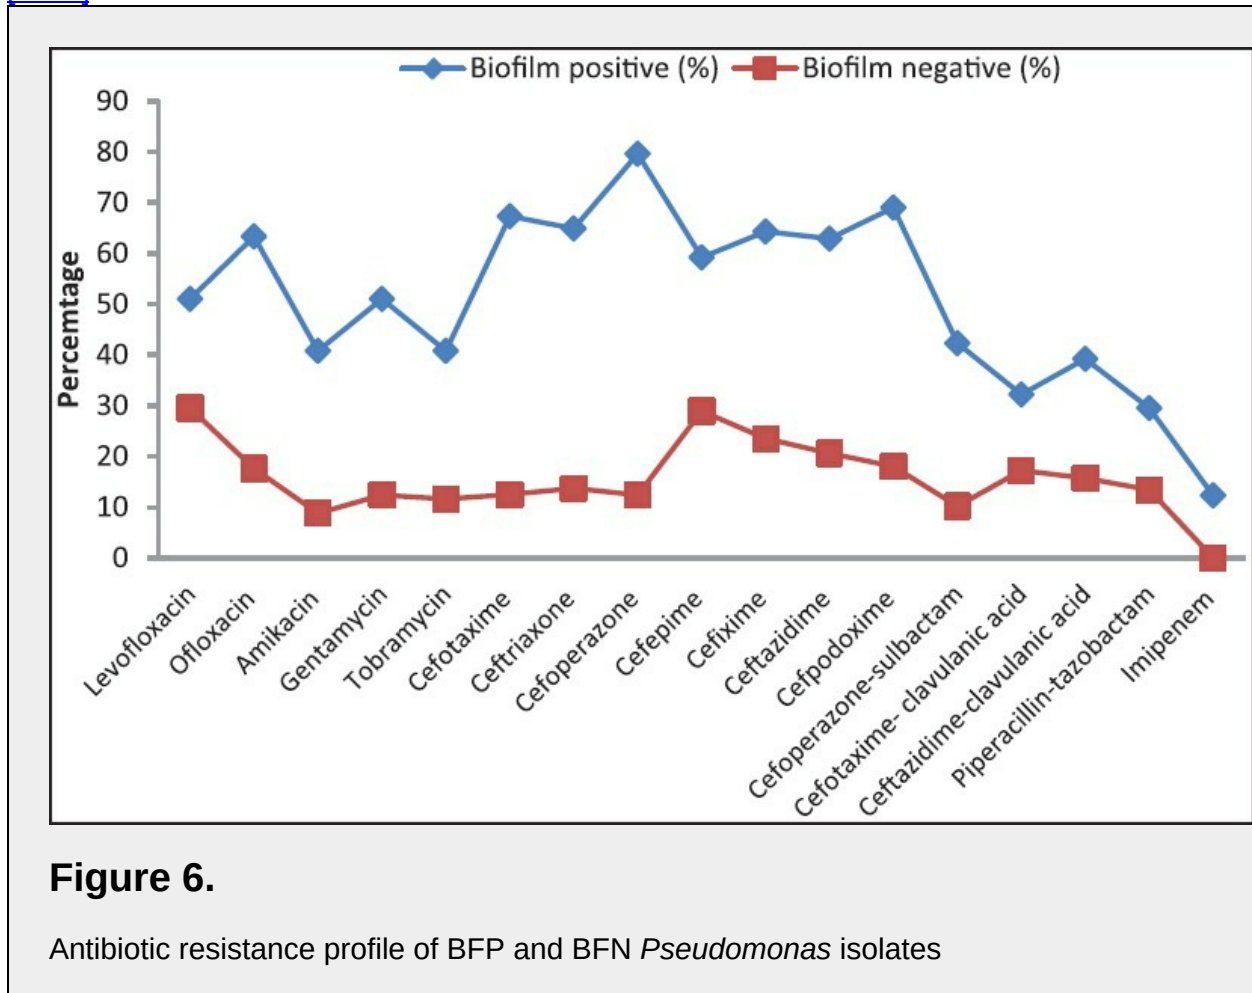 Biofilm positive (%) Biofilm negative (%)
90
80
70
60
50
40
30
20
10
0
Percemtage
Levofloxacin
Ofloxacin
Amikacin
Gentamycin
Tobramycin
Cefotaxime
Ceftriaxone
Cefoperazone
Cefepime
Cefixime
Ceftazidime
Cefpodoxime
Cefoperazone-sulbactam
Cefotaxime- clavulanic acid
Ceftazidime-clavulanic acid
Piperacillin-tazobactam
Imipenem
Figure 6.
Antibiotic resistance profile of BFP and BFN Pseudomonas isolates